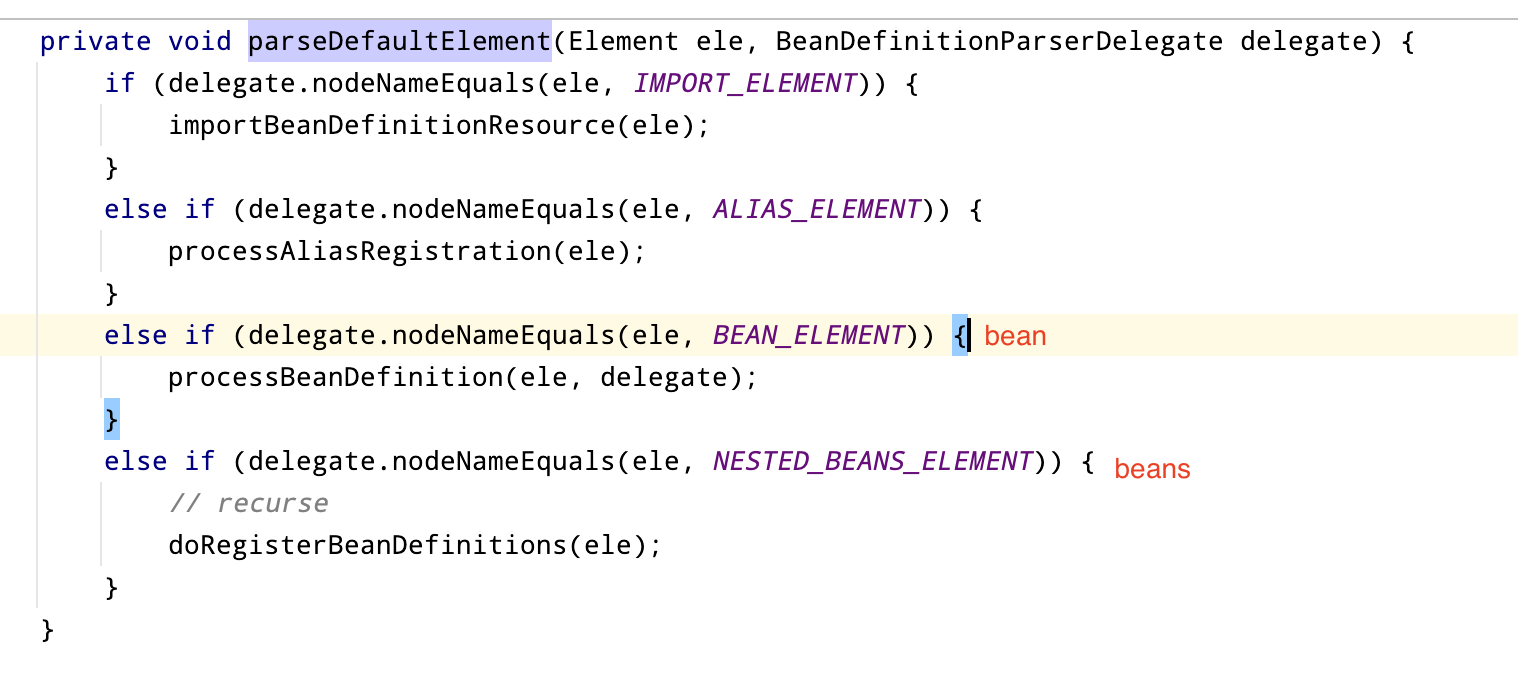 private void parseDefaultElement(Element ele, BeanDefinitionParserDelegate delegate) {
if (delegate.nodeNameEquals(ele, IMPORT_ELEMENT)) {
importBeanDefinitionResource(ele);
}
else if (delegate.nodeNameEquals(ele, ALIAS_ELEMENT)) {
processAliasRegistration(ele);
}
else if (delegate.nodeNameEquals(ele, BEAN_ELEMENT)) { bean
processBeanDefinition(ele, delegate);
}
else if (delegate.nodeNameEquals(ele, NESTED_BEANS_ELEMENT)) { beans
// recurse
doRegisterBeanDefinitions(ele);
}
}